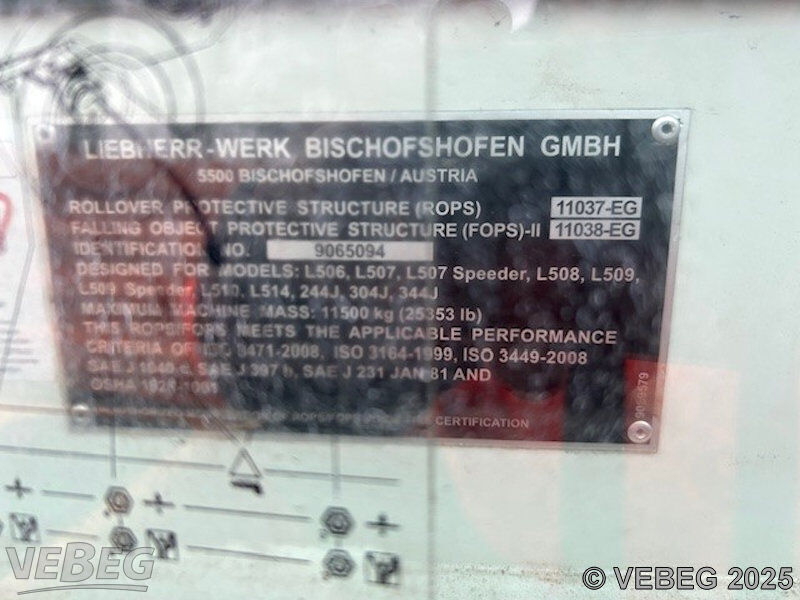 LIEBHERR-WERK BISCHOFSHOFEN GMBH
5500 BISCHOFSHOFEN / AUSTRIA
ROLLOVER PROTECTIVE STRUCTURE (ROPS) 11037-EG
FALLING OBJECT PROTECTIVE STRUCTURE (FOPS)-II 11038-EG
IDENTIFICATION NO. 9065094
DESIGNED FOR MODELS: L506, L507, L507 Speeder, L508, L509,
L509 Speeder, L510, L514, 244J, 304J, 344J
MAXIMUM MACHINE MASS: 11500 kg (25353 lb)
THIS ROPS/FOPS MEETS THE APPLICABLE PERFORMANCE
CRITERIA OF ISO 3471-2008, ISO 3164-1999, ISO 3449-2008
SAE J 1040 c, SAE J 397 b, SAE J 231 JAN 81 AND
OSHA
CERTIFICATION
VEBEG
© VEBEG 2025